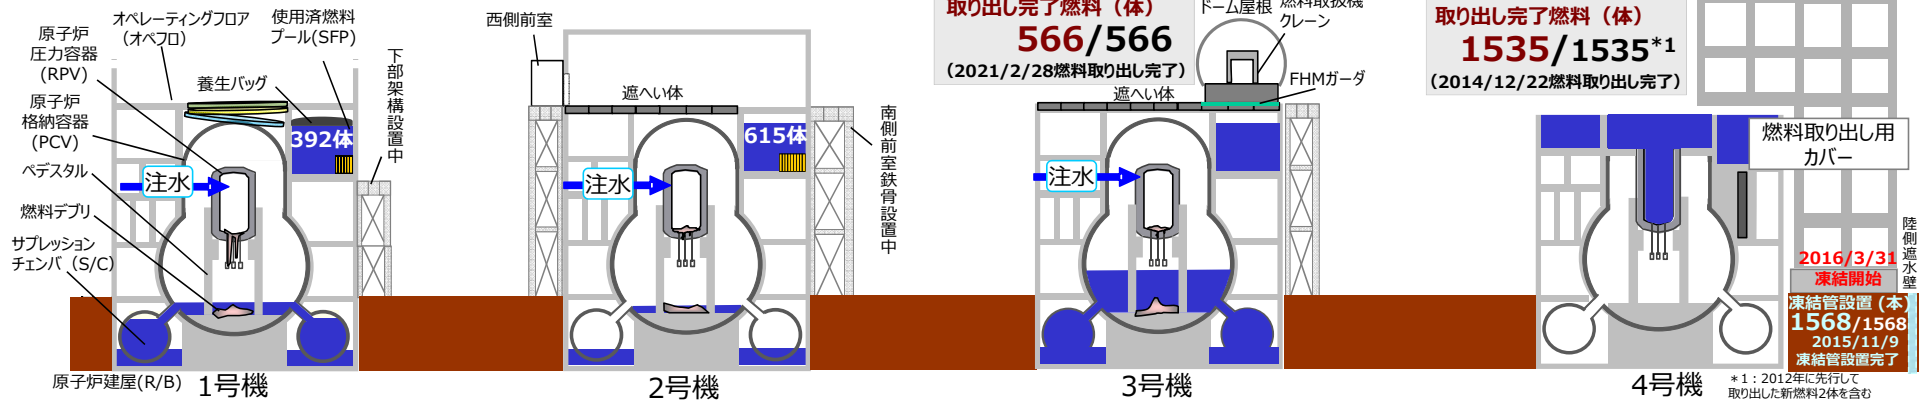 オペレーティングフロア
(オペフロ)
使用済燃料
プール(SFP)
原子炉
圧力容器
(RPV)
養生バッグ
原子炉
格納容器
(PCV)
392体
下部架構設置中
ペデスタル
注水
燃料デブリ
サプレッション
チェンバ (S/C)
原子炉建屋(R/B)
1号機
西側前室
遮へい体
615体
注水
南側前室鉄骨設置中
2号機
取り出し完了燃料(体)
566/566
(2021/2/28燃料取り出し完了)
ドーム屋根
燃料取扱機
クレーン
FHMガーダ
遮へい体
注水
3号機
取り出し完了燃料(体)
1535/1535*1
(2014/12/22燃料取り出し完了)
燃料取り出し用
カバー
陸側遮水壁
2016/3/31
凍結開始
凍結管設置(本)
1568/1568
2015/11/9
凍結管設置完了
4号機
*1:2012年に先行して
取り出した新燃料2体を含む